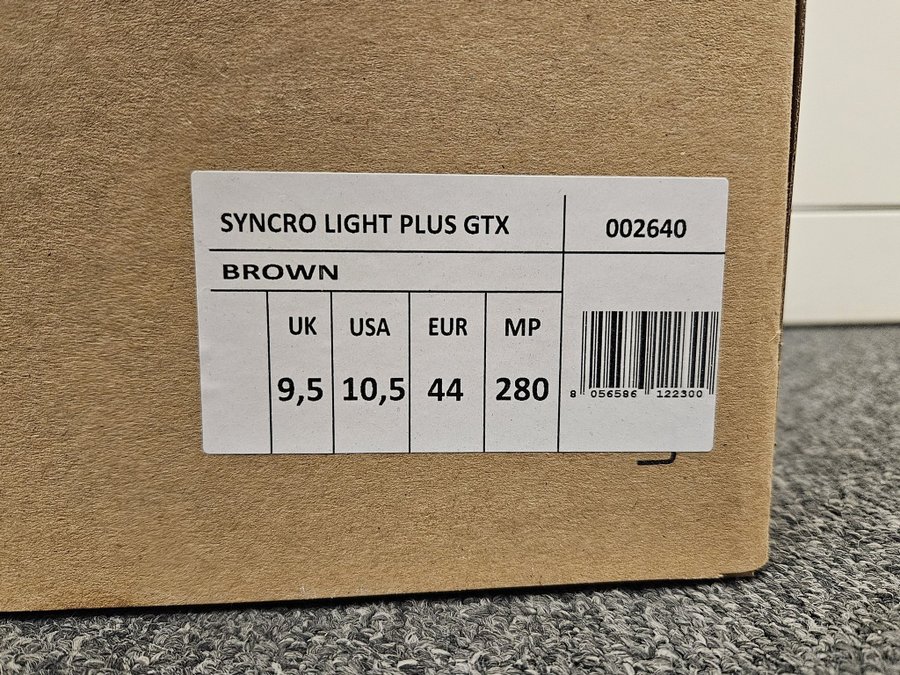 SYNCRO LIGHT PLUS GTX 002640
BROWN
UK USA EUR MP
9,5 10,5 44 280
8 056586 122300